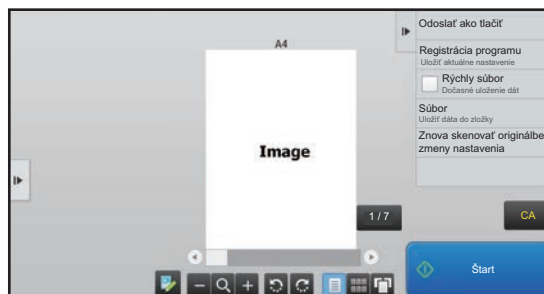 A4
Image
1 / 7
Odoslať ako tlačiť
Registrácia programu
Uložiť aktuálne nastavenie
Rýchly súbor
Dočasné uloženie dát
Súbor
Uložiť dáta do zložky
Znova skenovať originálbe
zmeny nastavenia
CA
Štart